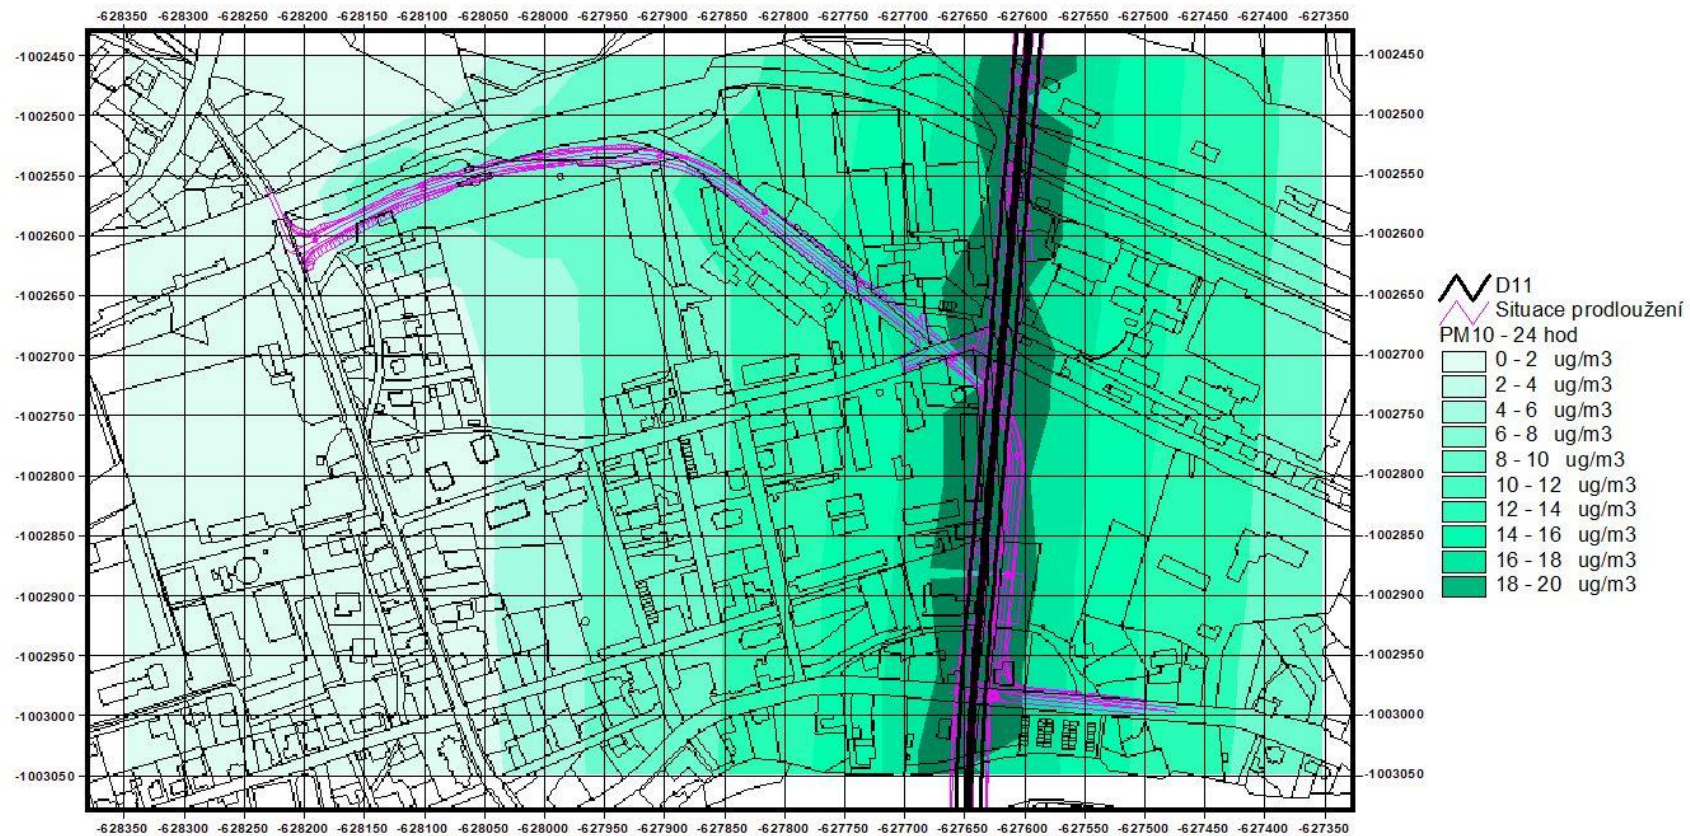 -628350 -628300 -628250 -628200 -628150 -628100 -628050 -628000 -627950 -627900 -627850 -627800 -627750 -627700 -627650 -627600 -627550 -627500 -627450 -627400 -627350
-1002450 -1002450
-1002500 -1002500
-1002550 -1002550
-1002600 -1002600
-1002650 -1002650
-1002700 -1002700
-1002750 -1002750
-1002800 -1002800
-1002850 -1002850
-1002900 -1002900
-1002950 -1002950
-1003000 -1003000
-1003050 -1003050
-628350 -628300 -628250 -628200 -628150 -628100 -628050 -628000 -627950 -627900 -627850 -627800 -627750 -627700 -627650 -627600 -627550 -627500 -627450 -627400 -627350
D11
Situace prodloužení
PM10 - 24 hod
0 - 2 ug/m3
2 - 4 ug/m3
4 - 6 ug/m3
6 - 8 ug/m3
8 - 10 ug/m3
10 - 12 ug/m3
12 - 14 ug/m3
14 - 16 ug/m3
16 - 18 ug/m3
18 - 20 ug/m3